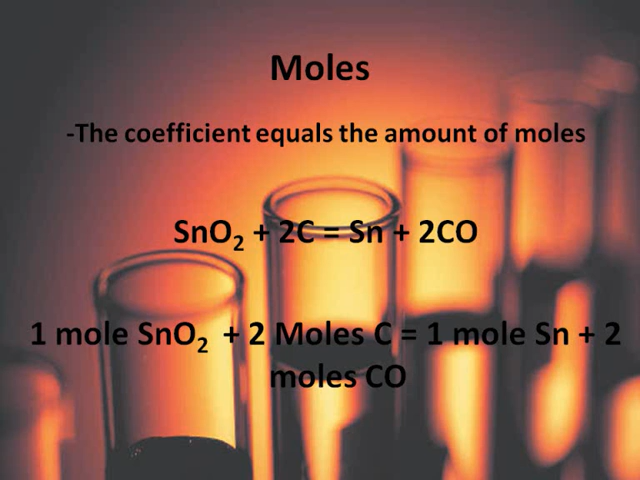 Moles
-The coefficient equals the amount of moles
SnO₂ + 2C = Sn + 2CO
1 mole SnO₂ + 2 Moles C = 1 mole Sn + 2
moles CO